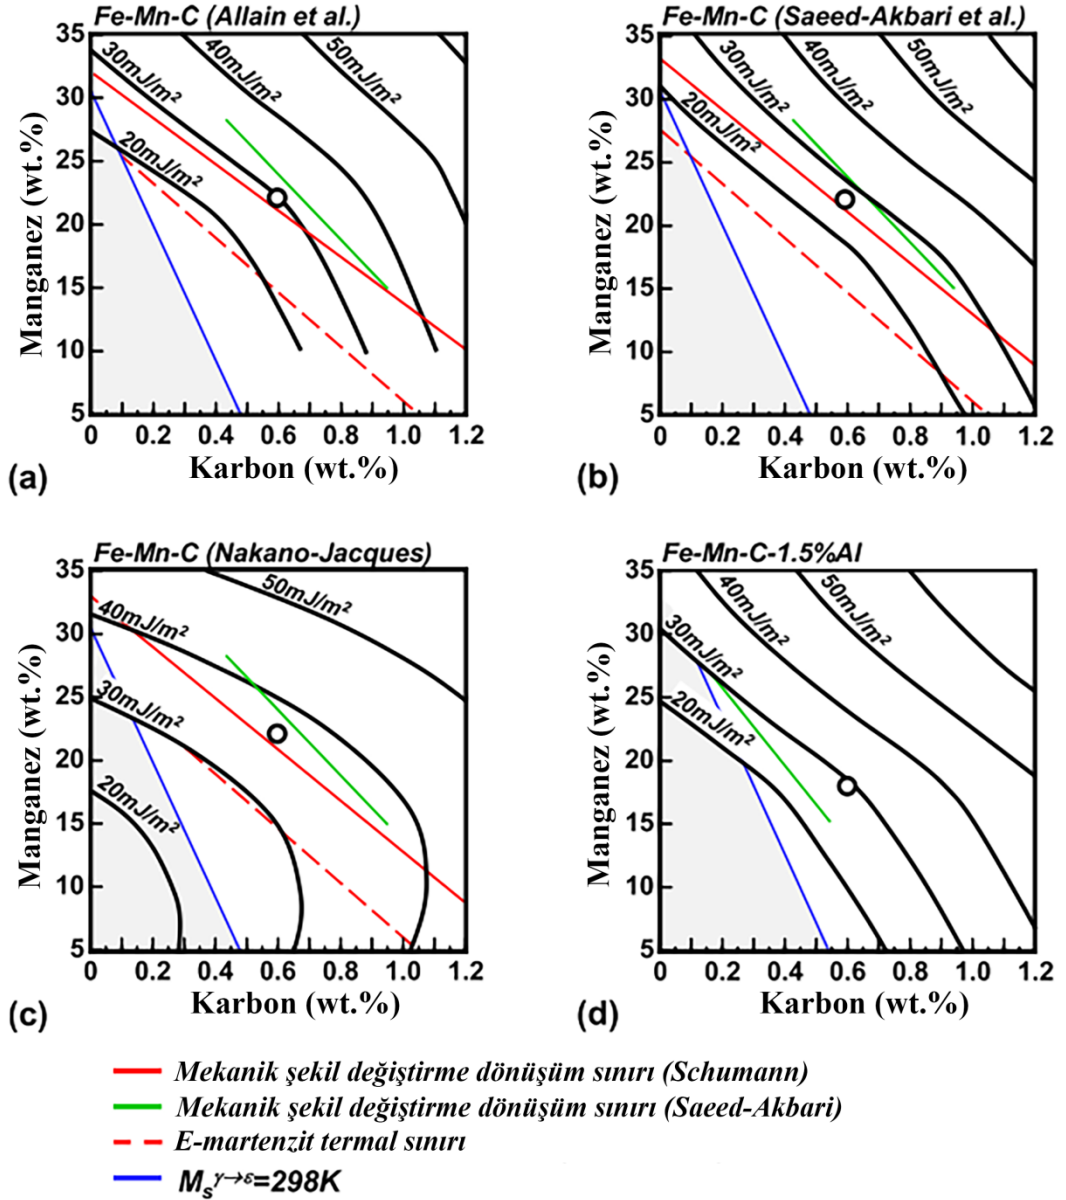 Fe-Mn-C (Allain et al.)
35
30
25
20
15
10
5
Manganez (wt.%)
30mJ/m²
40mJ/m²
50mJ/m²
20mJ/m²
0 0.2 0.4 0.6 0.8 1.0 1.2
(a)
Karbon (wt.%)
Fe-Mn-C (Saeed-Akbari et al.)
35
30
25
20
15
10
5
Manganez (wt.%)
30mJ/m²
40mJ/m²
50mJ/m²
20mJ/m²
0 0.2 0.4 0.6 0.8 1.0 1.2
(b)
Karbon (wt.%)
Fe-Mn-C (Nakano-Jacques)
35
30
25
20
15
10
5
Manganez (wt.%)
50mJ/m²
40mJ/m²
30mJ/m²
20mJ/m²
0 0.2 0.4 0.6 0.8 1.0 1.2
(c)
Karbon (wt.%)
Fe-Mn-C-1.5%Al
35
30
25
20
15
10
5
Manganez (wt.%)
40mJ/m²
50mJ/m²
30mJ/m²
20mJ/m²
0 0.2 0.4 0.6 0.8 1.0 1.2
(d)
Karbon (wt.%)
Mekanik şekil değiştirme dönüşüm sınırı (Schumann)
Mekanik şekil değiştirme dönüşüm sınırı (Saeed-Akbari)
E-martenzit termal sınırı
Msγ→ε=298K